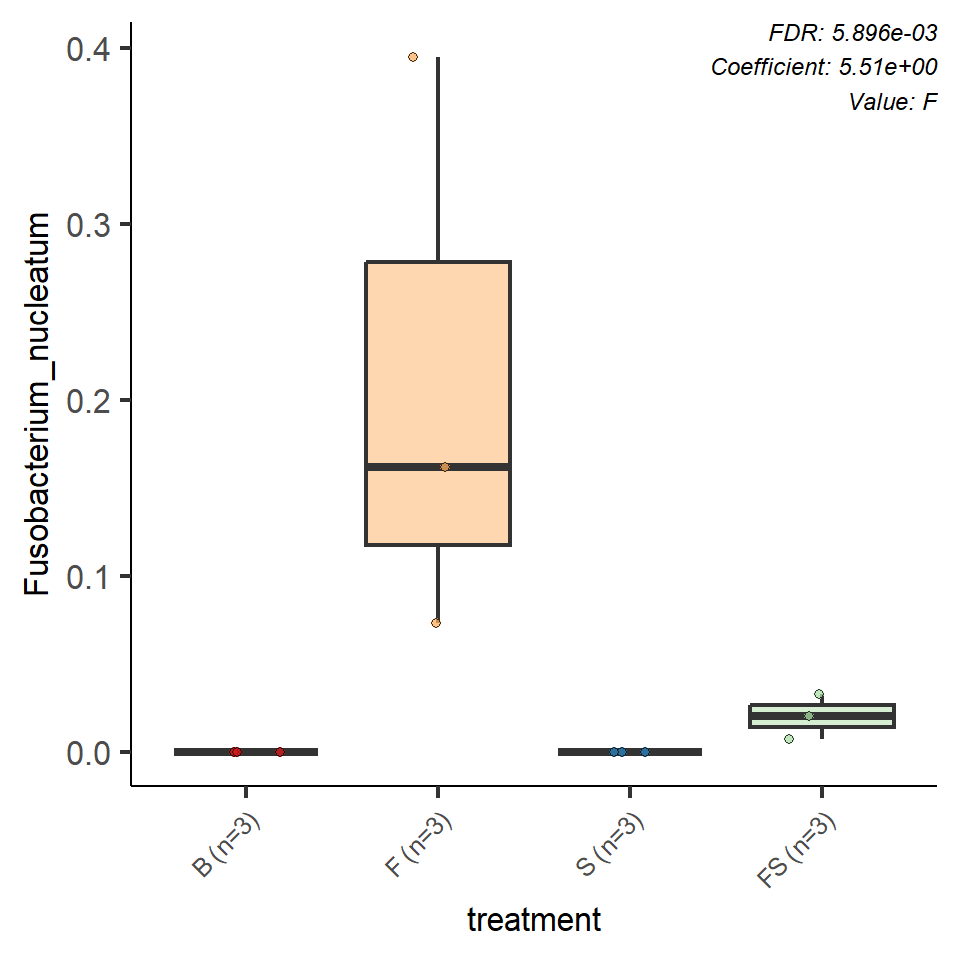 FDR: 5.896e-03
Coefficient: 5.51e+00
Value: F
Fusobacterium_nucleatum
0.4
0.3
0.2
0.1
0.0
B (n=3)
F (n=3)
S (n=3)
FS (n=3)
treatment